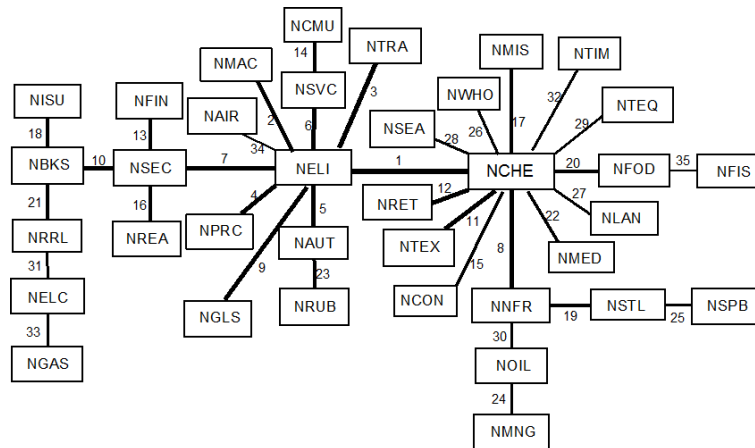 NCMU
NTRA
NMIS
NTIM
14
NMAC
3
NISU
NFIN
NSVC
NWHO
32
NTEQ
NAIR
2
6
NSEA
28
26
17
29
18
13
34
NBKS
10
NSEC
7
NELI
1
NCHE
20
NFOD
35
NFIS
21
16
4
5
NRET
12
11
27
NLAN
NRRL
NREA
NPRC
NAUT
NTEX
15
8
22
NMED
31
9
23
NELC
NGLS
NRUB
NCON
NNFR
19
NSTL
25
NSPB
33
30
NGAS
NOIL
24
NMNG